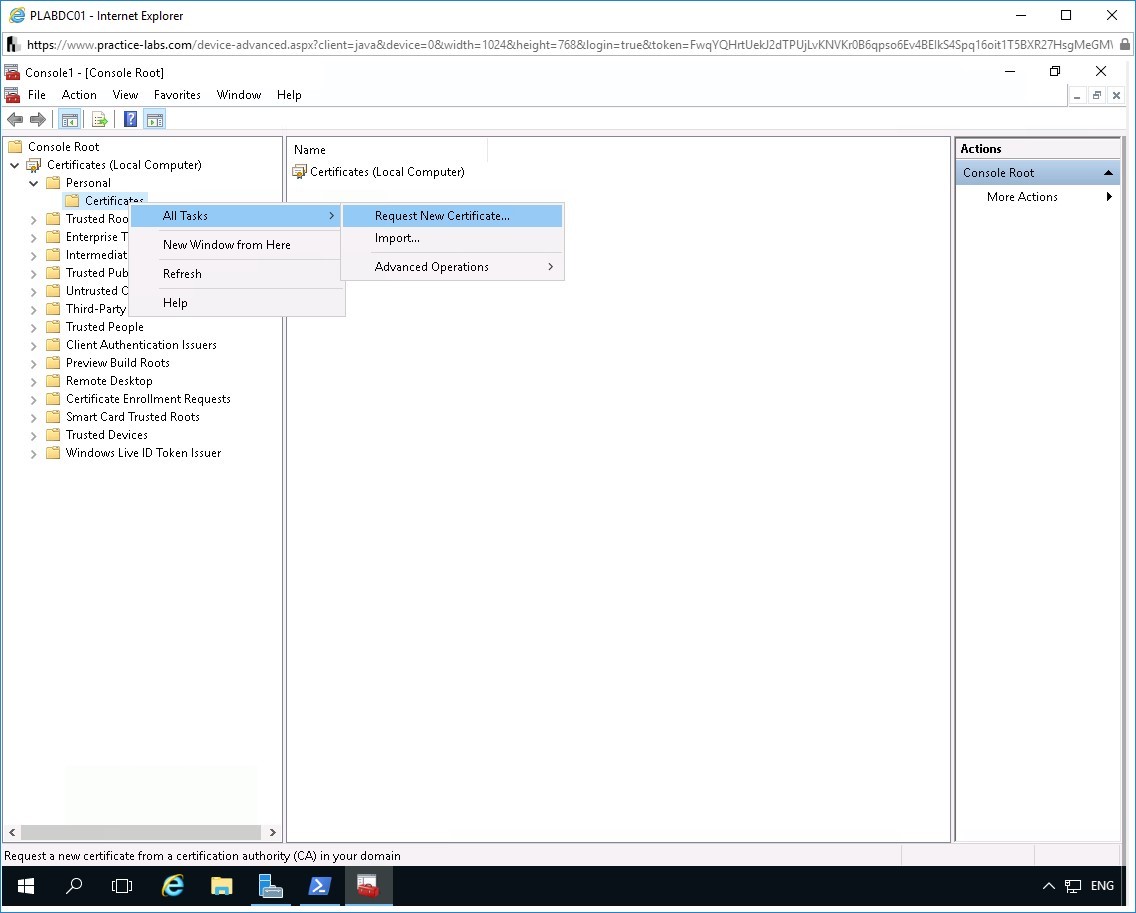 PLABDC01 - Internet Explorer
https://www.practice-labs.com/device-advanced.aspx?client=java&device=0&width=1024&height=768&login=true&token=FwqYQHrtUekJ2dTPUjLvKNVKr0B6qpso6Ev4BEIkS4Spq16oit1T5BXR27HsgMeGM
Console1 - [Console Root]
File Action View Favorites Window Help
Console Root
Certificates (Local Computer)
Personal
Certificates
Trusted Roo
Enterprise T
Intermediat
Trusted Pub
Untrusted C
Third-Party
Trusted People
Client Authentication Issuers
Preview Build Roots
Remote Desktop
Certificate Enrollment Requests
Smart Card Trusted Roots
Trusted Devices
Windows Live ID Token Issuer
All Tasks
New Window from Here
Refresh
Help
Request New Certificate...
Import...
Advanced Operations
Name
Certificates (Local Computer)
Actions
Console Root
More Actions
Request a new certificate from a certification authority (CA) in your domain
ENG